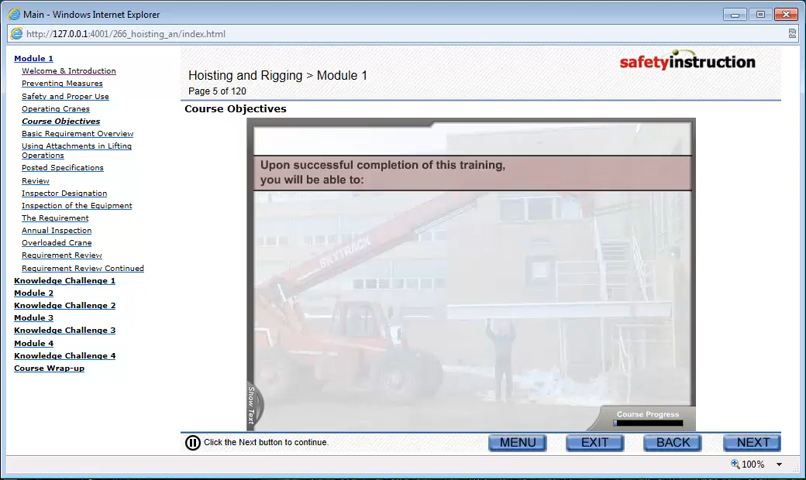 Main - Windows Internet Explorer
http://127.0.0.1:4001/266_hoisting_an/index.html
Module 1
Welcome & Introduction
Preventing Measures
Safety and Proper Use
Operating Cranes
Course Objectives
Basic Requirement Overview
Using Attachments in Lifting
Operations
Posted Specifications
Review
Inspector Designation
Inspection of the Equipment
The Requirement
Annual Inspection
Overloaded Crane
Requirement Review
Requirement Review Continued
Knowledge Challenge 1
Module 2
Knowledge Challenge 2
Module 3
Knowledge Challenge 3
Module 4
Knowledge Challenge 4
Course Wrap-up
safetyinstruction
Hoisting and Rigging > Module 1
Page 5 of 120
Course Objectives
Upon successful completion of this training,
you will be able to:
SKYTRACK
Show Text
Course Progress
Click the Next button to continue.
MENU
EXIT
BACK
NEXT
100%